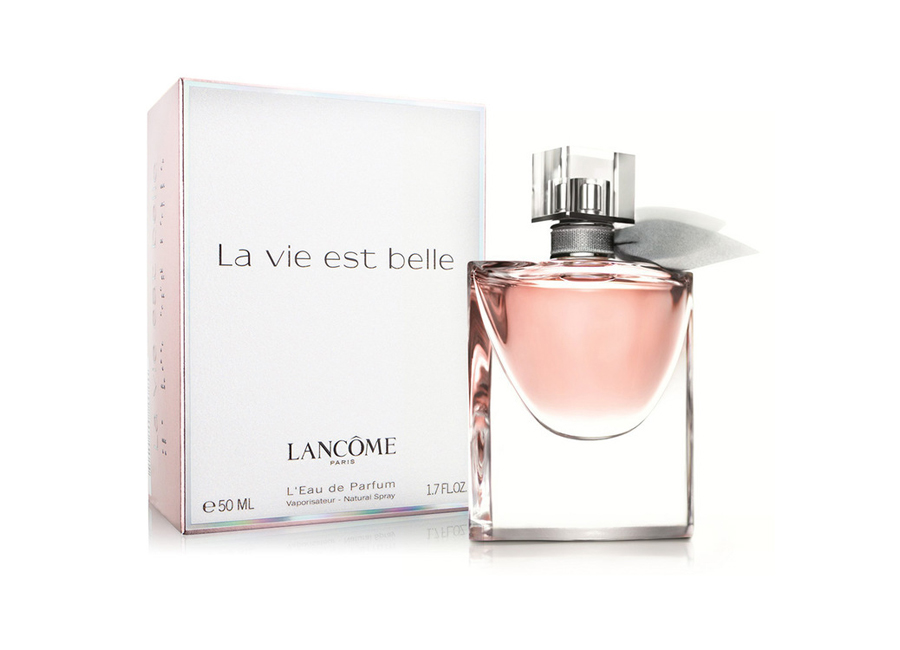 La vie est belle
LANCÔME
PARIS
L'Eau de Parfum
Vaporisateur - Natural Spray
℮50 ML
1.7 FL.OZ